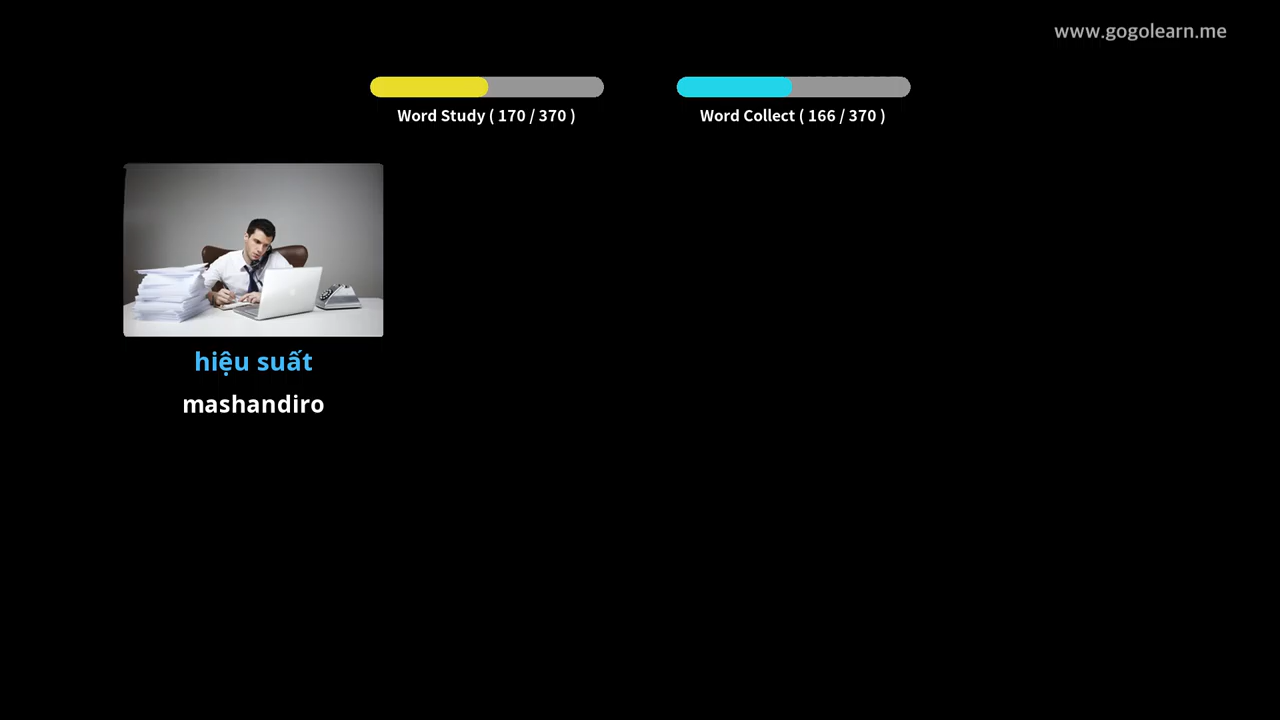 www.gogolearn.me
Word Study ( 170 / 370 )
Word Collect ( 166 / 370 )
hiệu suất
mashandiro